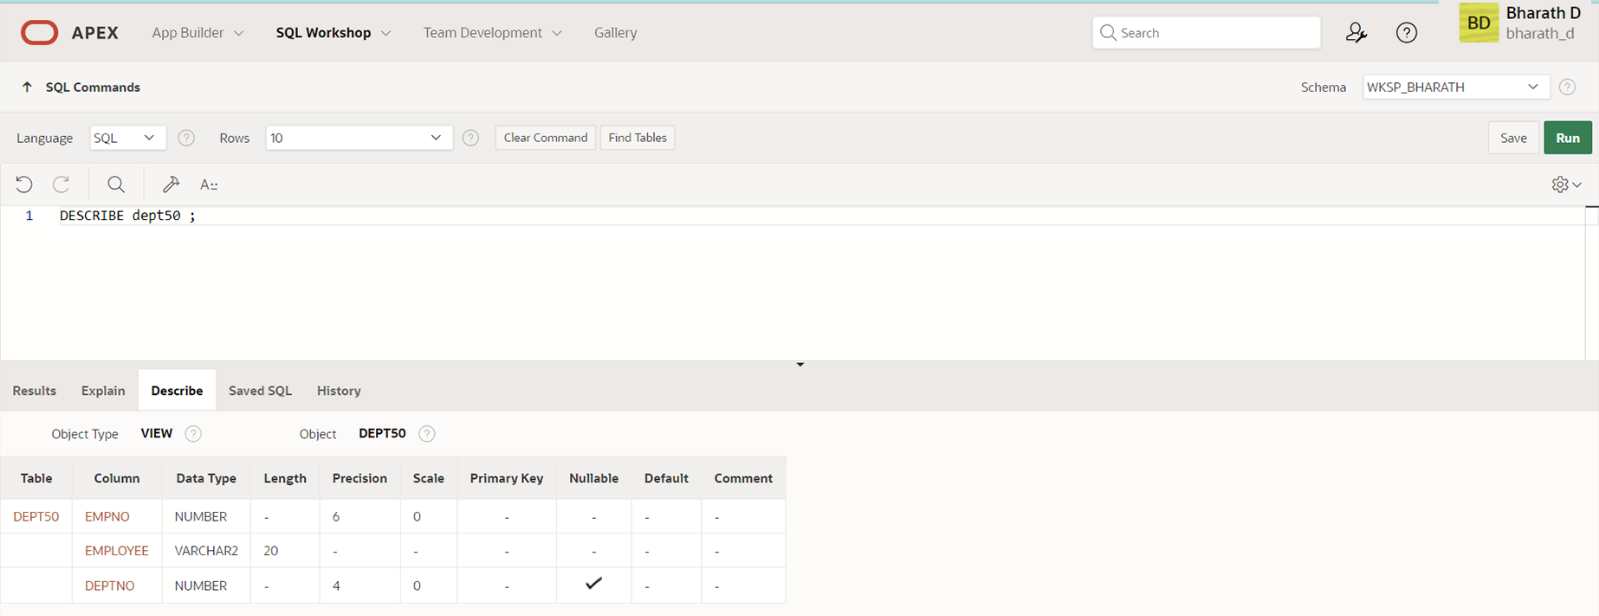 APEX App Builder SQL Workshop Team Development Gallery Search BD Bharath D
bharath_d
SQL Commands Schema WKSP_BHARATH
Language SQL Rows 10 Clear Command Find Tables Save Run
A
1 DESCRIBE dept50 ;
Results Explain Describe Saved SQL History
Object Type VIEW Object DEPT50
Table Column Data Type Length Precision Scale Primary Key Nullable Default Comment
DEPT50 EMPNO NUMBER - 6 0 - - - -
EMPLOYEE VARCHAR2 20 - - - - - -
DEPTNO NUMBER - 4 0 - ✓ - -